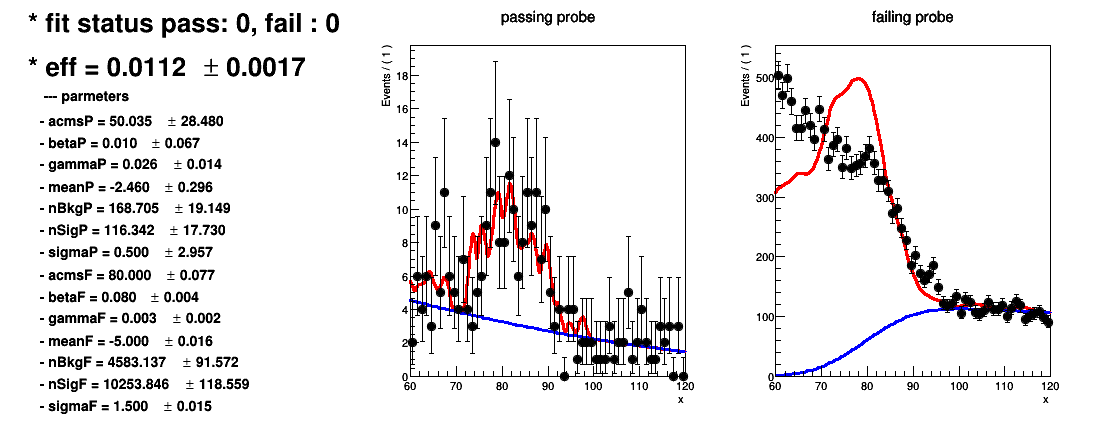 * fit status pass: 0, fail : 0
* eff = 0.0112 ± 0.0017
--- parmeters
- acmsP = 50.035 ± 28.480
- betaP = 0.010 ± 0.067
- gammaP = 0.026 ± 0.014
- meanP = -2.460 ± 0.296
- nBkgP = 168.705 ± 19.149
- nSigP = 116.342 ± 17.730
- sigmaP = 0.500 ± 2.957
- acmsF = 80.000 ± 0.077
- betaF = 0.080 ± 0.004
- gammaF = 0.003 ± 0.002
- meanF = -5.000 ± 0.016
- nBkgF = 4583.137 ± 91.572
- nSigF = 10253.846 ± 118.559
- sigmaF = 1.500 ± 0.015
passing probe
Events / ( 1 )
18
16
14
12
10
8
6
4
2
0
60 70 80 90 100 110 120
x
failing probe
Events / ( 1 )
500
400
300
200
100
0
60 70 80 90 100 110 120
x